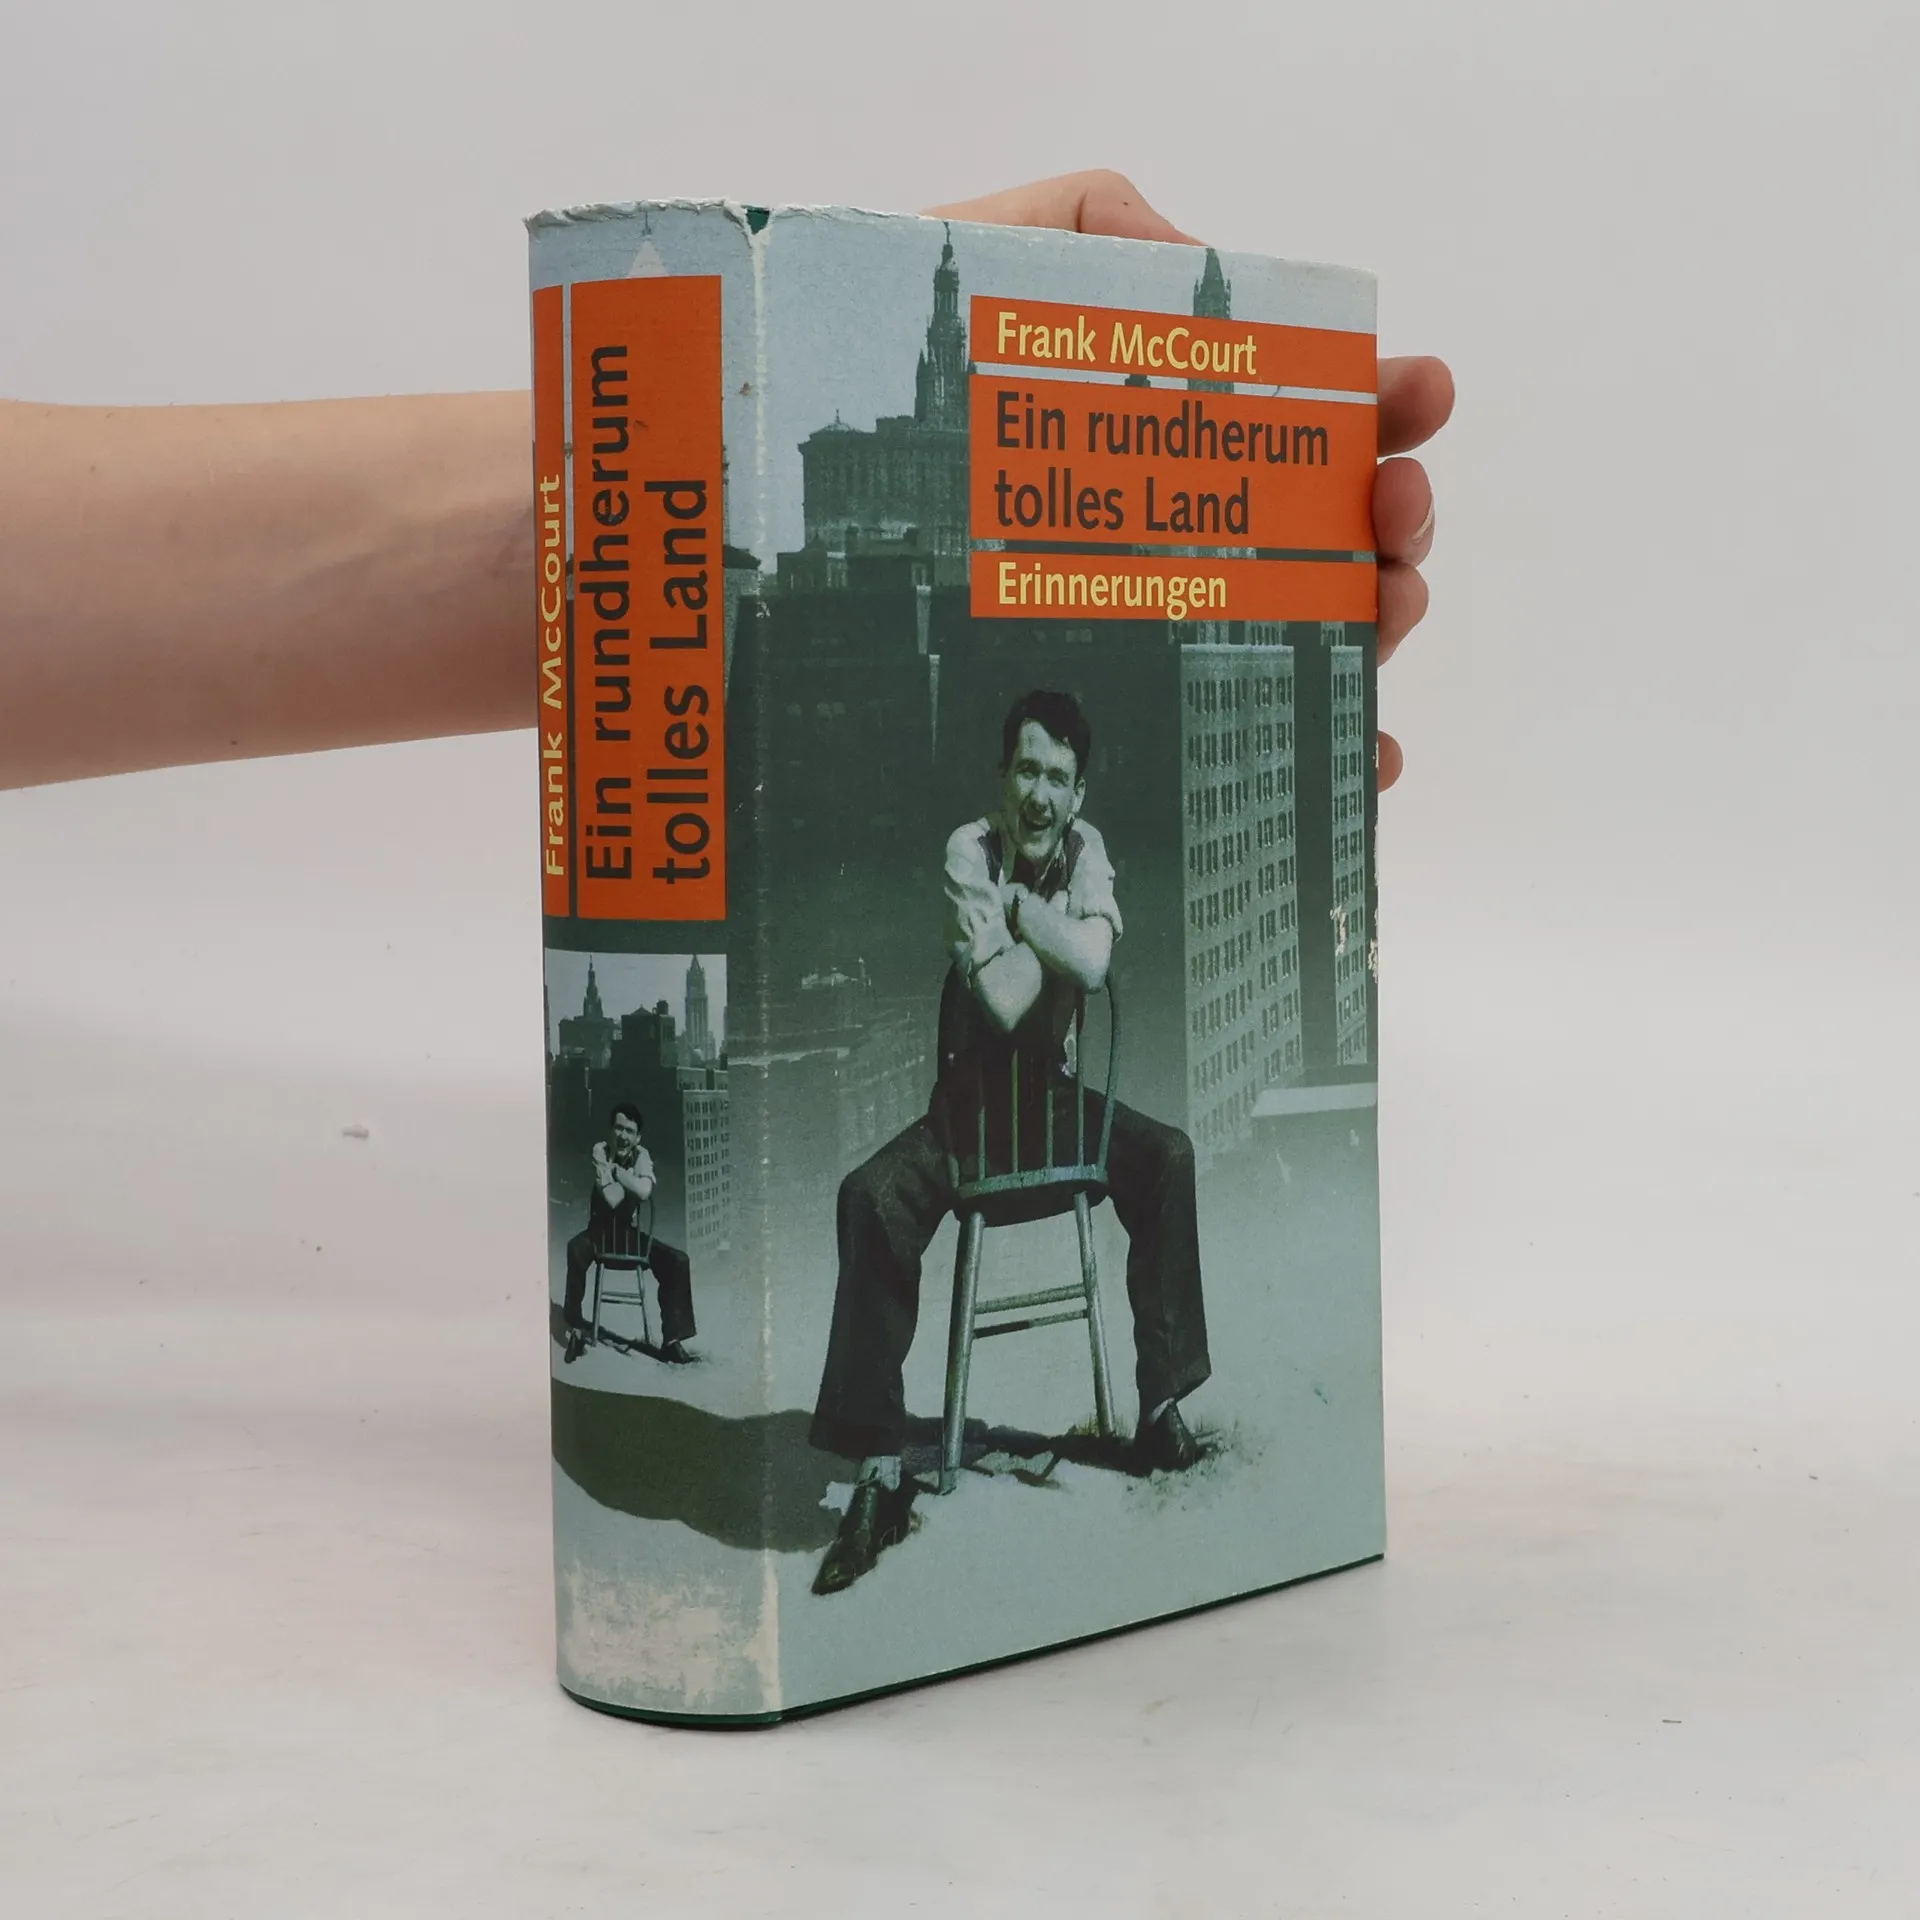 Frank McCourt
Ein rundherum
tolles Land
Frank McCourt
Ein rundherum
tolles Land
Erinnerungen